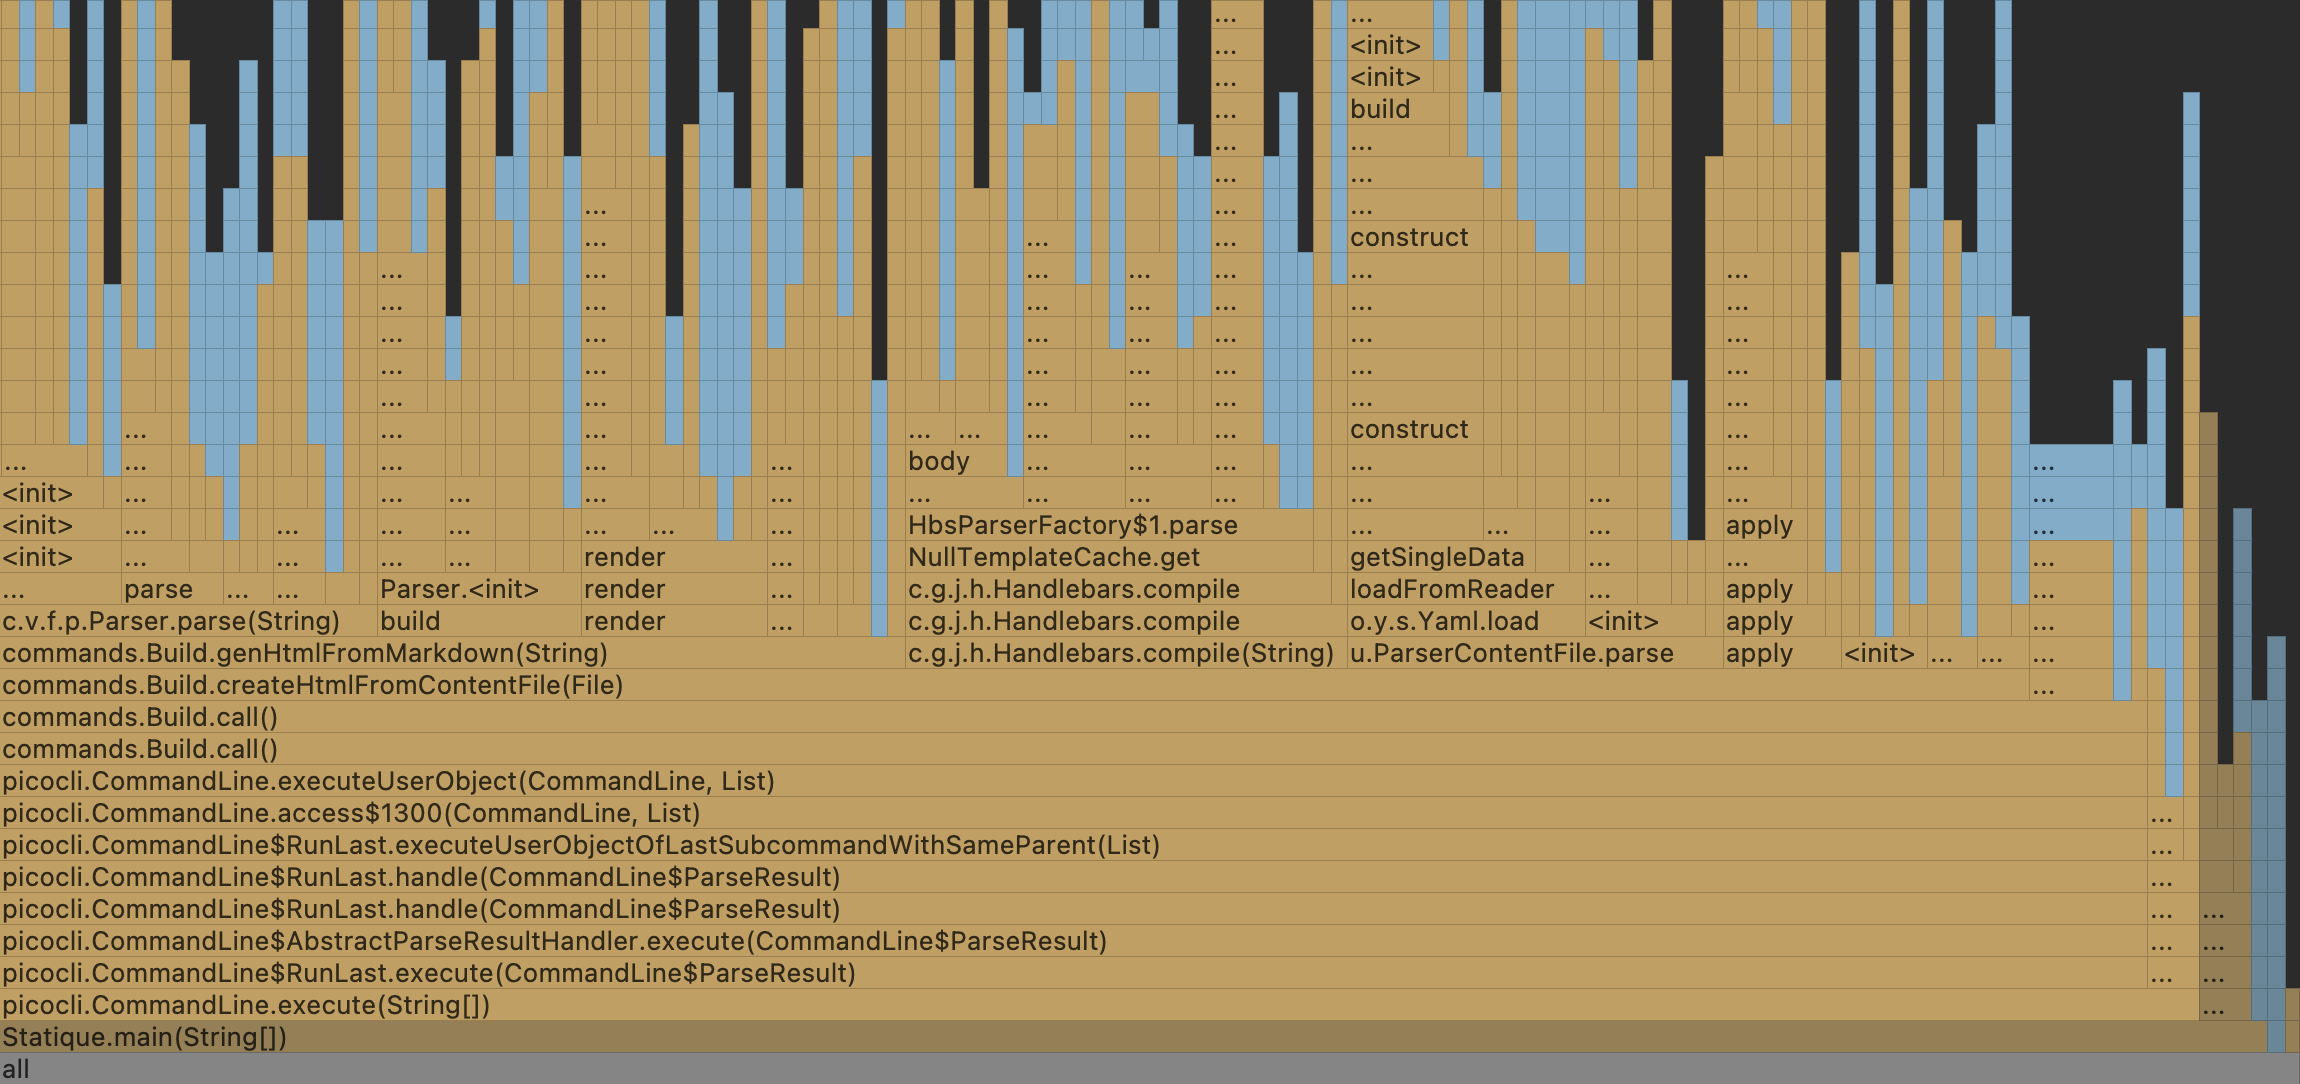 ... ...
... <init>
... <init>
... build
... ...
... ...
... ... ...
... ... ... construct
... ... ... ... ... ...
... ... ... ... ... ... ...
... ... ... ... ... ... ...
... ... ... ... ... ... ...
... ... ... ... ... ... ...
... ... ... ... ... ... ... ... construct ...
... ... ... ... ... body ... ... ... ... ... ...
<init> ... ... ... ... ... ... ... ... ... ... ... ... ...
<init> ... ... ... ... ... ... ... HbsParserFactory$1.parse ... ... ... apply ...
<init> ... ... ... ... render ... NullTemplateCache.get getSingleData ... ... ...
... parse ... ... Parser.<init> render ... c.g.j.h.Handlebars.compile loadFromReader ... apply ...
c.v.f.p.Parser.parse(String) build render ... c.g.j.h.Handlebars.compile o.y.s.Yaml.load <init> apply ...
commands.Build.genHtmlFromMarkdown(String) c.g.j.h.Handlebars.compile(String) u.ParserContentFile.parse apply <init> ... ... ...
commands.Build.createHtmlFromContentFile(File) ...
commands.Build.call()
commands.Build.call()
picocli.CommandLine.executeUserObject(CommandLine, List)
picocli.CommandLine.access$1300(CommandLine, List) ...
picocli.CommandLine$RunLast.executeUserObjectOfLastSubcommandWithSameParent(List) ...
picocli.CommandLine$RunLast.handle(CommandLine$ParseResult) ...
picocli.CommandLine$RunLast.handle(CommandLine$ParseResult) ... ...
picocli.CommandLine$AbstractParseResultHandler.execute(CommandLine$ParseResult) ... ...
picocli.CommandLine$RunLast.execute(CommandLine$ParseResult) ... ...
picocli.CommandLine.execute(String[]) ...
Statique.main(String[])
all